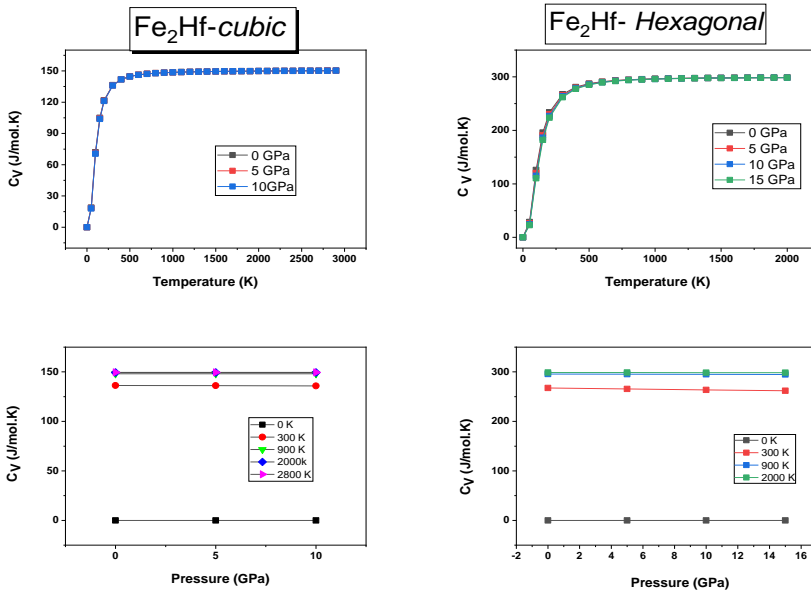 Fe2Hf-cubic
Fe2Hf- Hexagonal
CV (J/mol.K)
150
120
90
60
30
0
0 GPa
5 GPa
10GPa
0 500 1000 1500 2000 2500 3000
Temperature (K)
C V (J/mol.K)
300
200
100
0
0 GPa
5 GPa
10 GPa
15 GPa
0 500 1000 1500 2000
Temperature (K)
CV (J/mol.K)
150
100
50
0
0 K
300 K
900 K
2000k
2800 K
0 5 10
Pressure (GPa)
CV (J/mol.K)
300
200
100
0
0 K
300 K
900 K
2000 K
-2 0 2 4 6 8 10 12 14 16
Pressure (GPa)